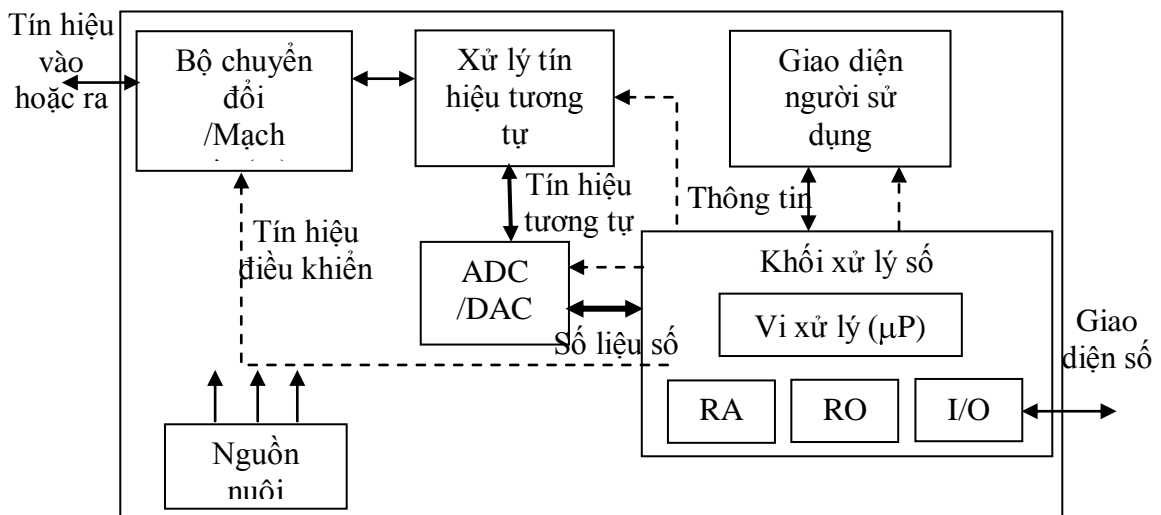 Tín hiệu
vào
hoặc ra
Bộ chuyển
đổi
/Mạch
Xử lý tín
hiệu tương
tự
Giao diện
người sử
dụng
Tín hiệu
tương tự
Thông tin
Tín hiệu
điều khiển
ADC
/DAC
Số liệu số
Khối xử lý số
Vi xử lý (µP)
RA
RO
I/O
Giao
diện số
Nguồn
nuôi